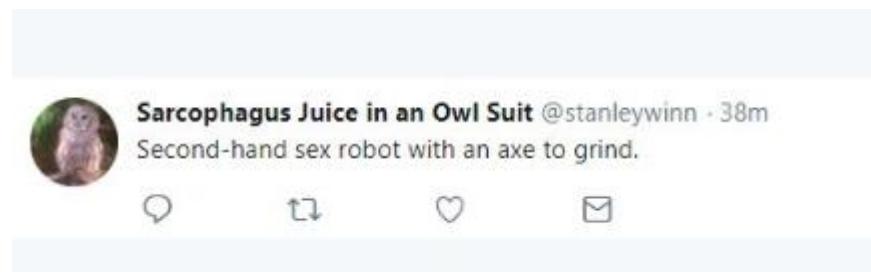 Sarcophagus Juice in an Owl Suit @stanleywinn · 38m
Second-hand sex robot with an axe to grind.